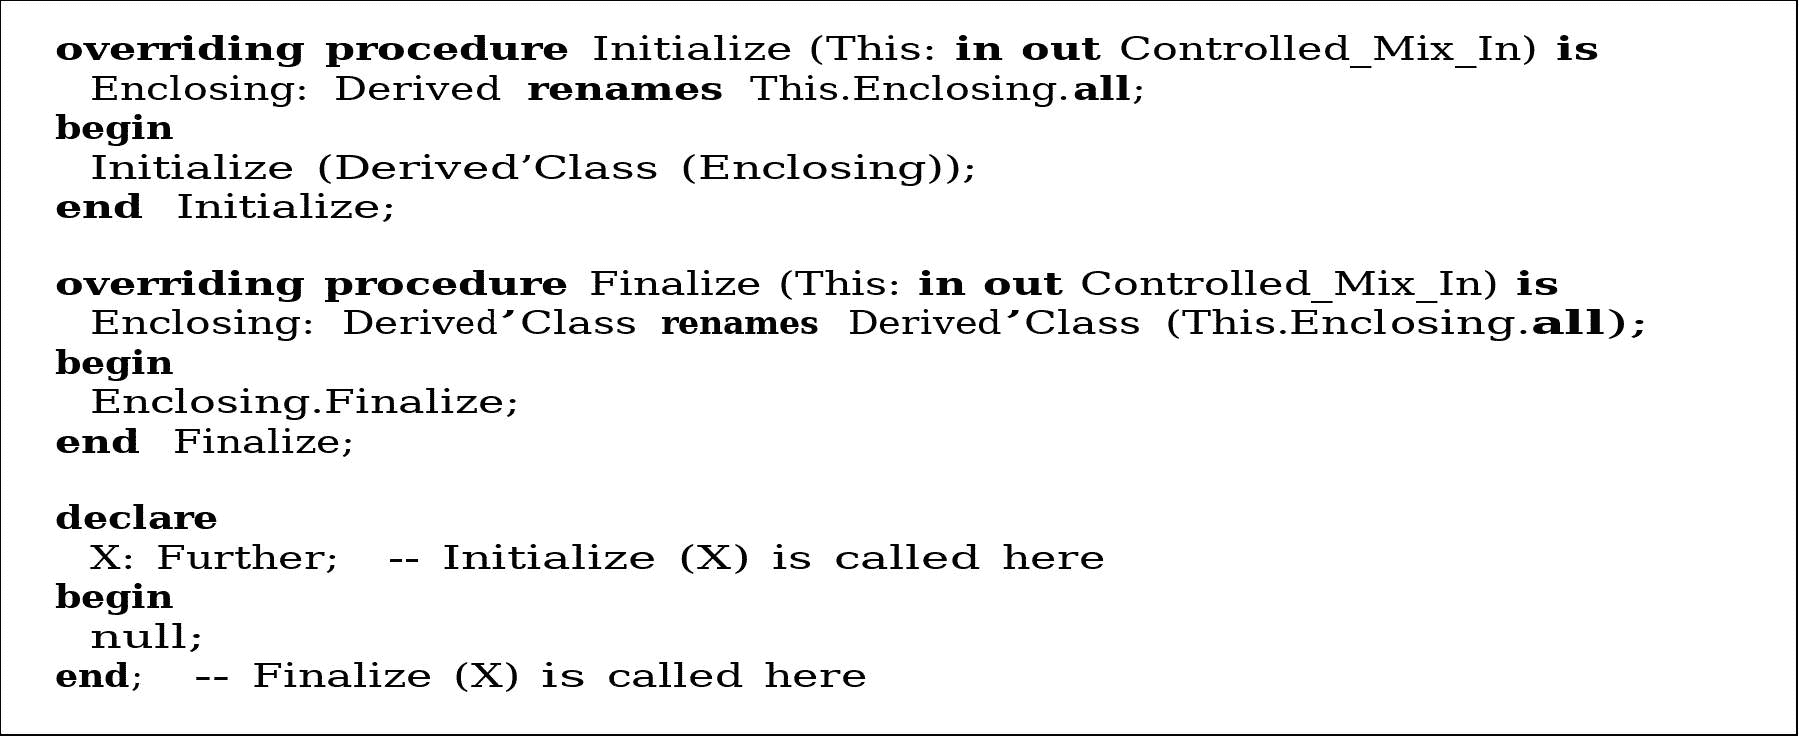 overriding procedure Initialize (This: in out Controlled_Mix_In) is
Enclosing: Derived renames This.Enclosing.all;
begin
Initialize (Derived’Class (Enclosing));
end Initialize;
overriding procedure Finalize (This: in out Controlled_Mix_In) is
Enclosing: Derived’Class renames Derived’Class (This.Enclosing.all);
begin
Enclosing.Finalize;
end Finalize;
declare
X: Further; -- Initialize (X) is called here
begin
null;
end; -- Finalize (X) is called here